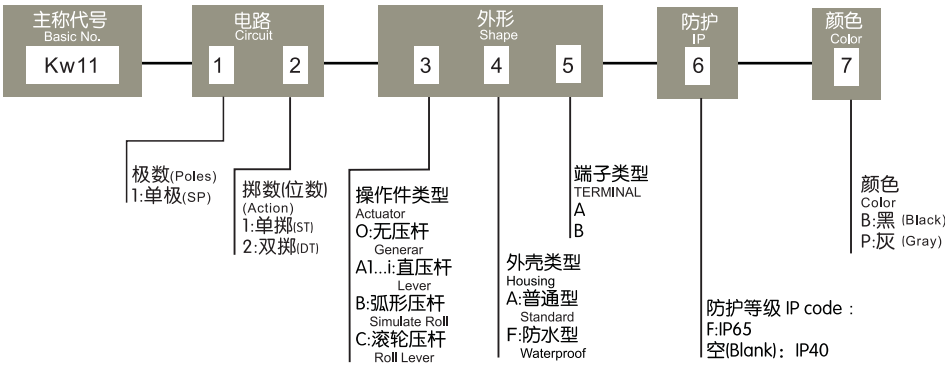 主称代号
Basic No.
Kw11
电路
Circuit
1
2
外形
Shape
3
4
5
防护
IP
6
颜色
Color
7
极数(Poles)
1:单极(SP)
掷数(位数)
(Action)
1:单掷(ST)
2:双掷(DT)
操作件类型
Actuator
O:无压杆
Generar
A1...i:直压杆
Lever
B:弧形压杆
Simulate Roll
C:滚轮压杆
Roll Lever
外壳类型
Housing
A:普通型
Standard
F:防水型
Waterproof
端子类型
TERMINAL
A
B
防护等级 IP code :
F:IP65
空(Blank): IP40
颜色
Color
B:黑 (Black)
P:灰 (Gray)